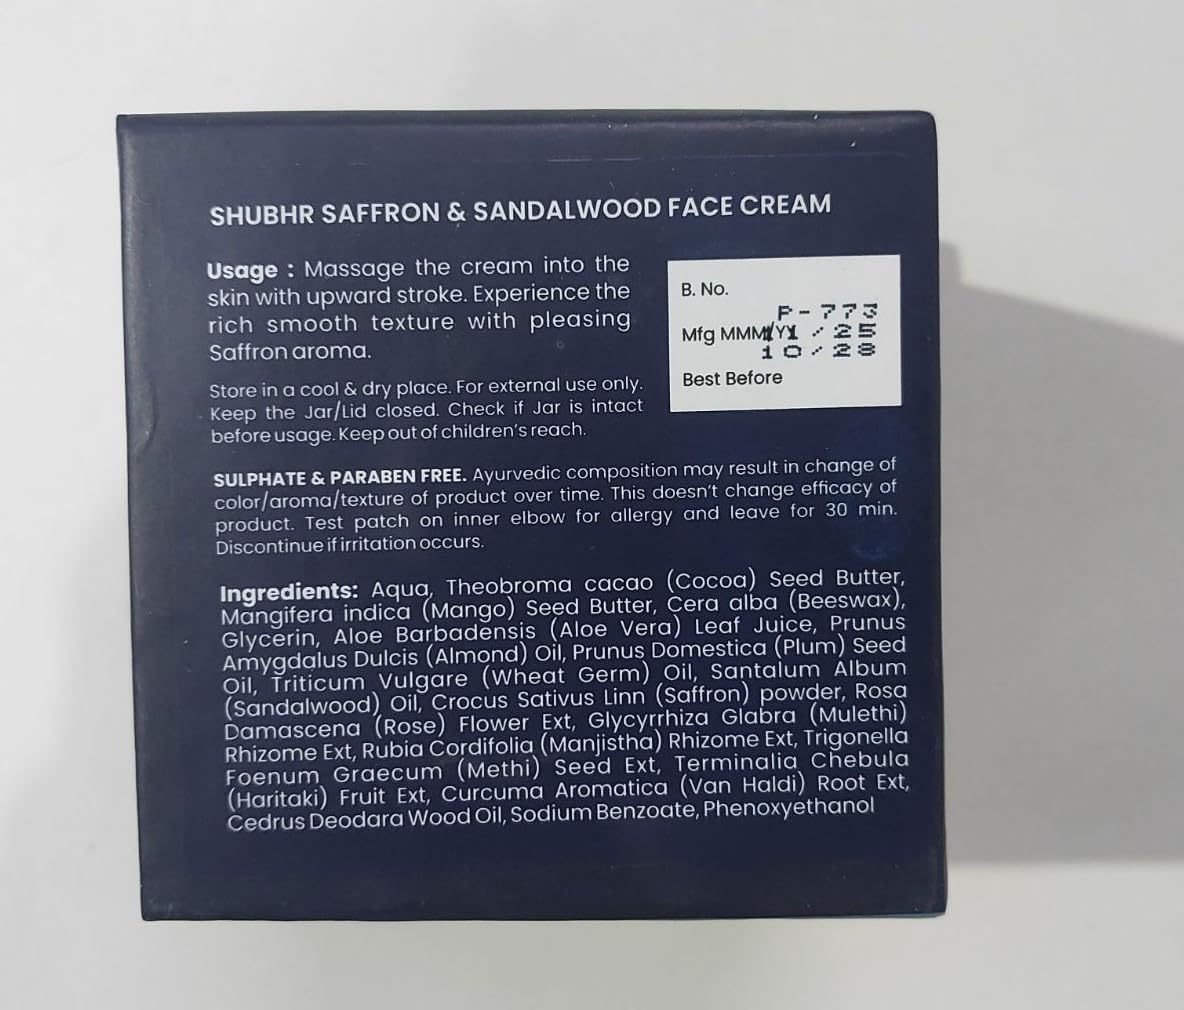 SHUBHR SAFFRON & SANDALWOOD FACE CREAM
Usage : Massage the cream into the
skin with upward stroke. Experience the
rich smooth texture with pleasing
Saffron aroma.
Store in a cool & dry place. For external use only.
Keep the Jar/Lid closed. Check if Jar is intact
before usage. Keep out of children's reach.
B. No.
P-773
Mfg MMM/YY /25
10/28
Best Before
SULPHATE & PARABEN FREE. Ayurvedic composition may result in change of
color/aroma/texture of product over time. This doesn't change efficacy of
product. Test patch on inner elbow for allergy and leave for 30 min.
Discontinue if irritation occurs.
Ingredients: Aqua, Theobroma cacao (Cocoa) Seed Butter,
Mangifera indica (Mango) Seed Butter, Cera alba (Beeswax),
Glycerin, Aloe Barbadensis (Aloe Vera) Leaf Juice, Prunus
Amygdalus Dulcis (Almond) Oil, Prunus Domestica (Plum) Seed
Oil, Triticum Vulgare (Wheat Germ) Oil, Santalum Album
(Sandalwood) Oil, Crocus Sativus Linn (Saffron) powder, Rosa
Damascena (Rose) Flower Ext, Glycyrrhiza Glabra (Mulethi)
Rhizome Ext, Rubia Cordifolia (Manjistha) Rhizome Ext, Trigonella
Foenum Graecum (Methi) Seed Ext, Terminalia Chebula
(Haritaki) Fruit Ext, Curcuma Aromatica (Van Haldi) Root Ext,
Cedrus Deodara Wood Oil, Sodium Benzoate, Phenoxyethanol